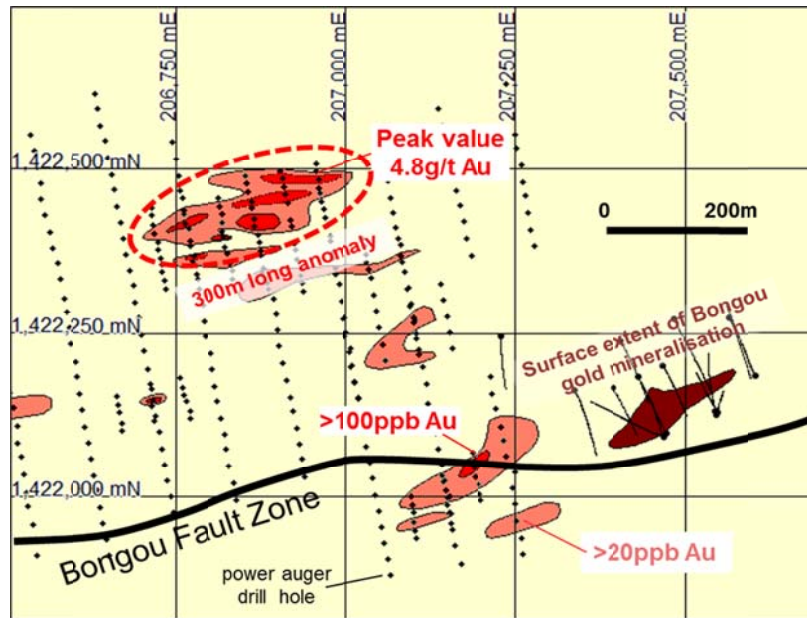 206,750 mE
207,000 mE
207,250 mE
207,500 mE
Peak value
4.8g/t Au
1,422,500 mN
0
200m
300m long anomaly
1,422,250 mN
Surface extent of Bongou
gold mineralisation
>100ppb Au
1,422,000 mN
Bongou Fault Zone
>20ppb Au
power auger
drill hole